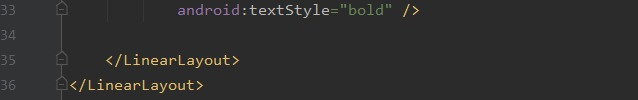 33 android:textStyle="bold" />
34
35 </LinearLayout>
36 </LinearLayout>